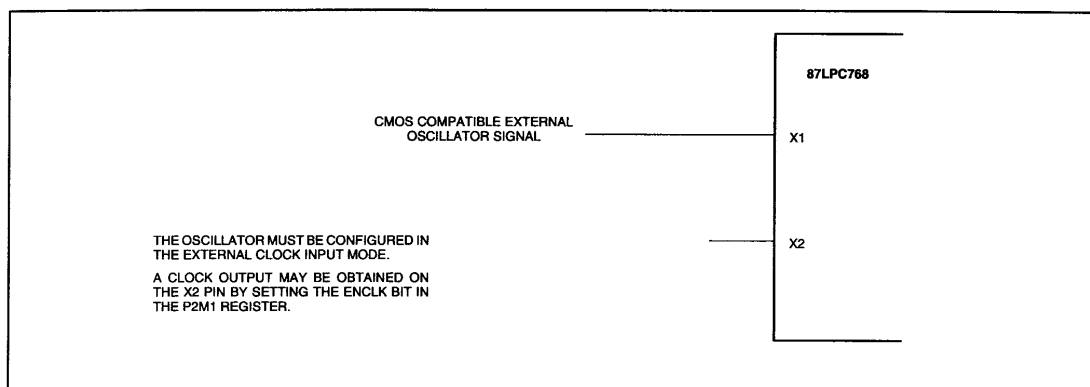 87LPC768
CMOS COMPATIBLE EXTERNAL
OSCILLATOR SIGNAL
X1
X2
THE OSCILLATOR MUST BE CONFIGURED IN
THE EXTERNAL CLOCK INPUT MODE.
A CLOCK OUTPUT MAY BE OBTAINED ON
THE X2 PIN BY SETTING THE ENCLK BIT IN
THE P2M1 REGISTER.